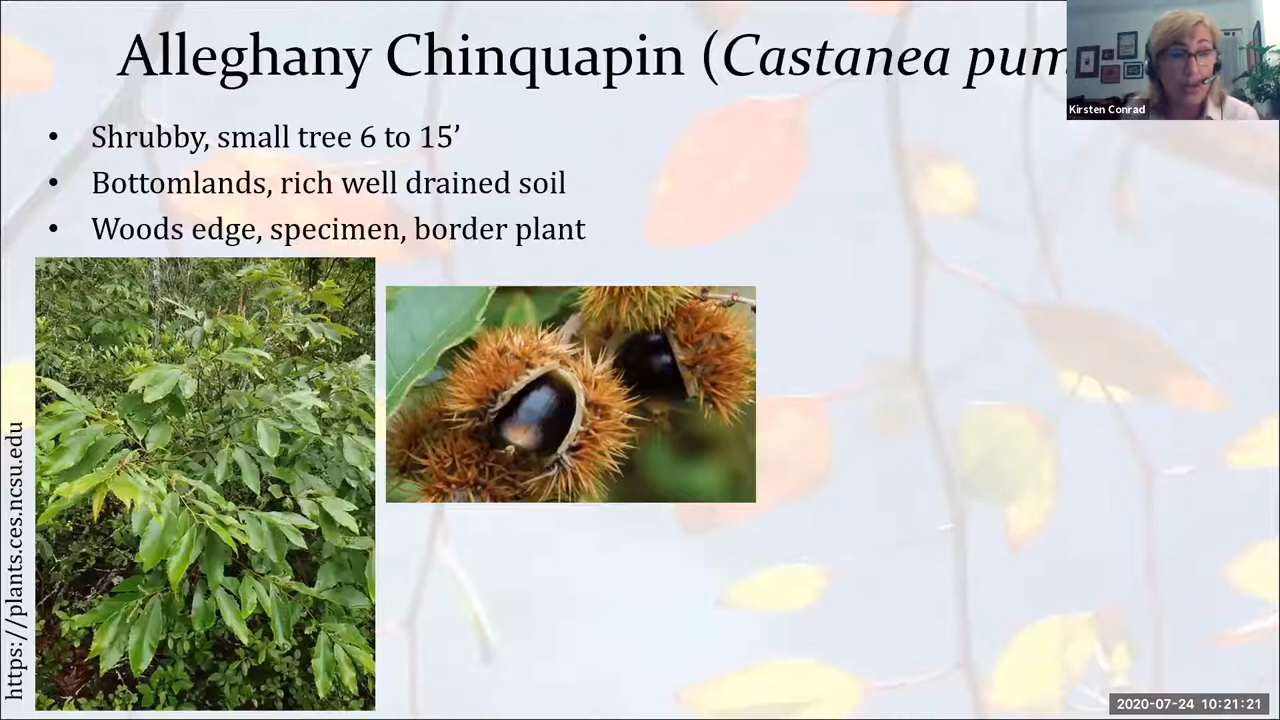 Alleghany Chinquapin (Castanea pum
Kirsten Conrad
• Shrubby, small tree 6 to 15’
• Bottomlands, rich well drained soil
• Woods edge, specimen, border plant
https://plants.ces.ncsu.edu
2020-07-24 10:21:21